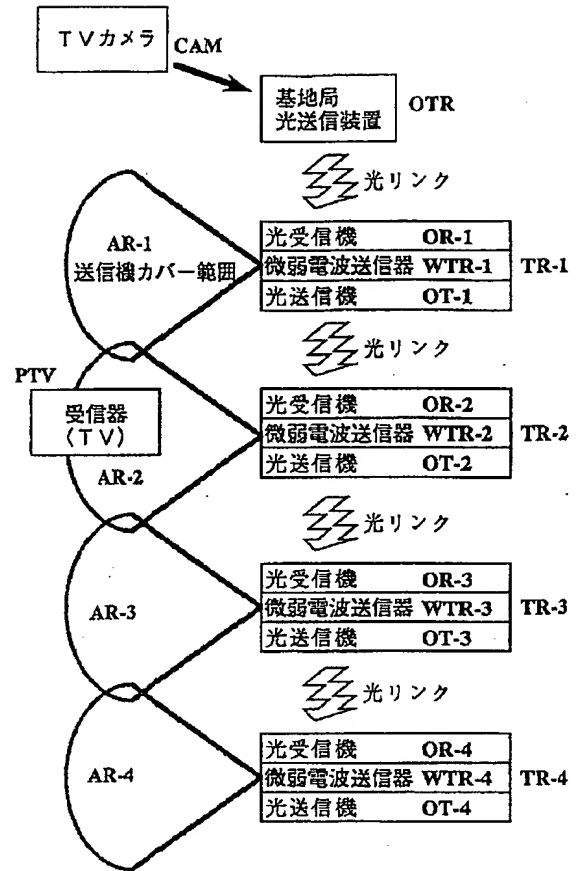 TVカメラ
CAM
基地局
光送信装置
OTR
光リンク
AR-1
送信機カバー範囲
光受信機 OR-1
微弱電波送信器 WTR-1
光送信機 OT-1
TR-1
光リンク
PTV
受信器
(TV)
AR-2
光受信機 OR-2
微弱電波送信器 WTR-2
光送信機 OT-2
TR-2
光リンク
AR-3
光受信機 OR-3
微弱電波送信器 WTR-3
光送信機 OT-3
TR-3
光リンク
AR-4
光受信機 OR-4
微弱電波送信器 WTR-4
光送信機 OT-4
TR-4